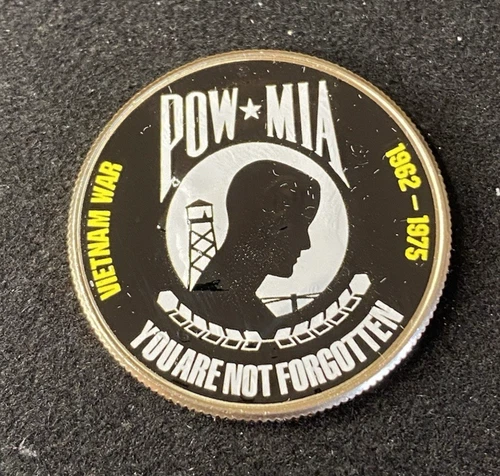 POW★MIA
VIETNAM WAR
1962 – 1975
YOU ARE NOT FORGOTTEN